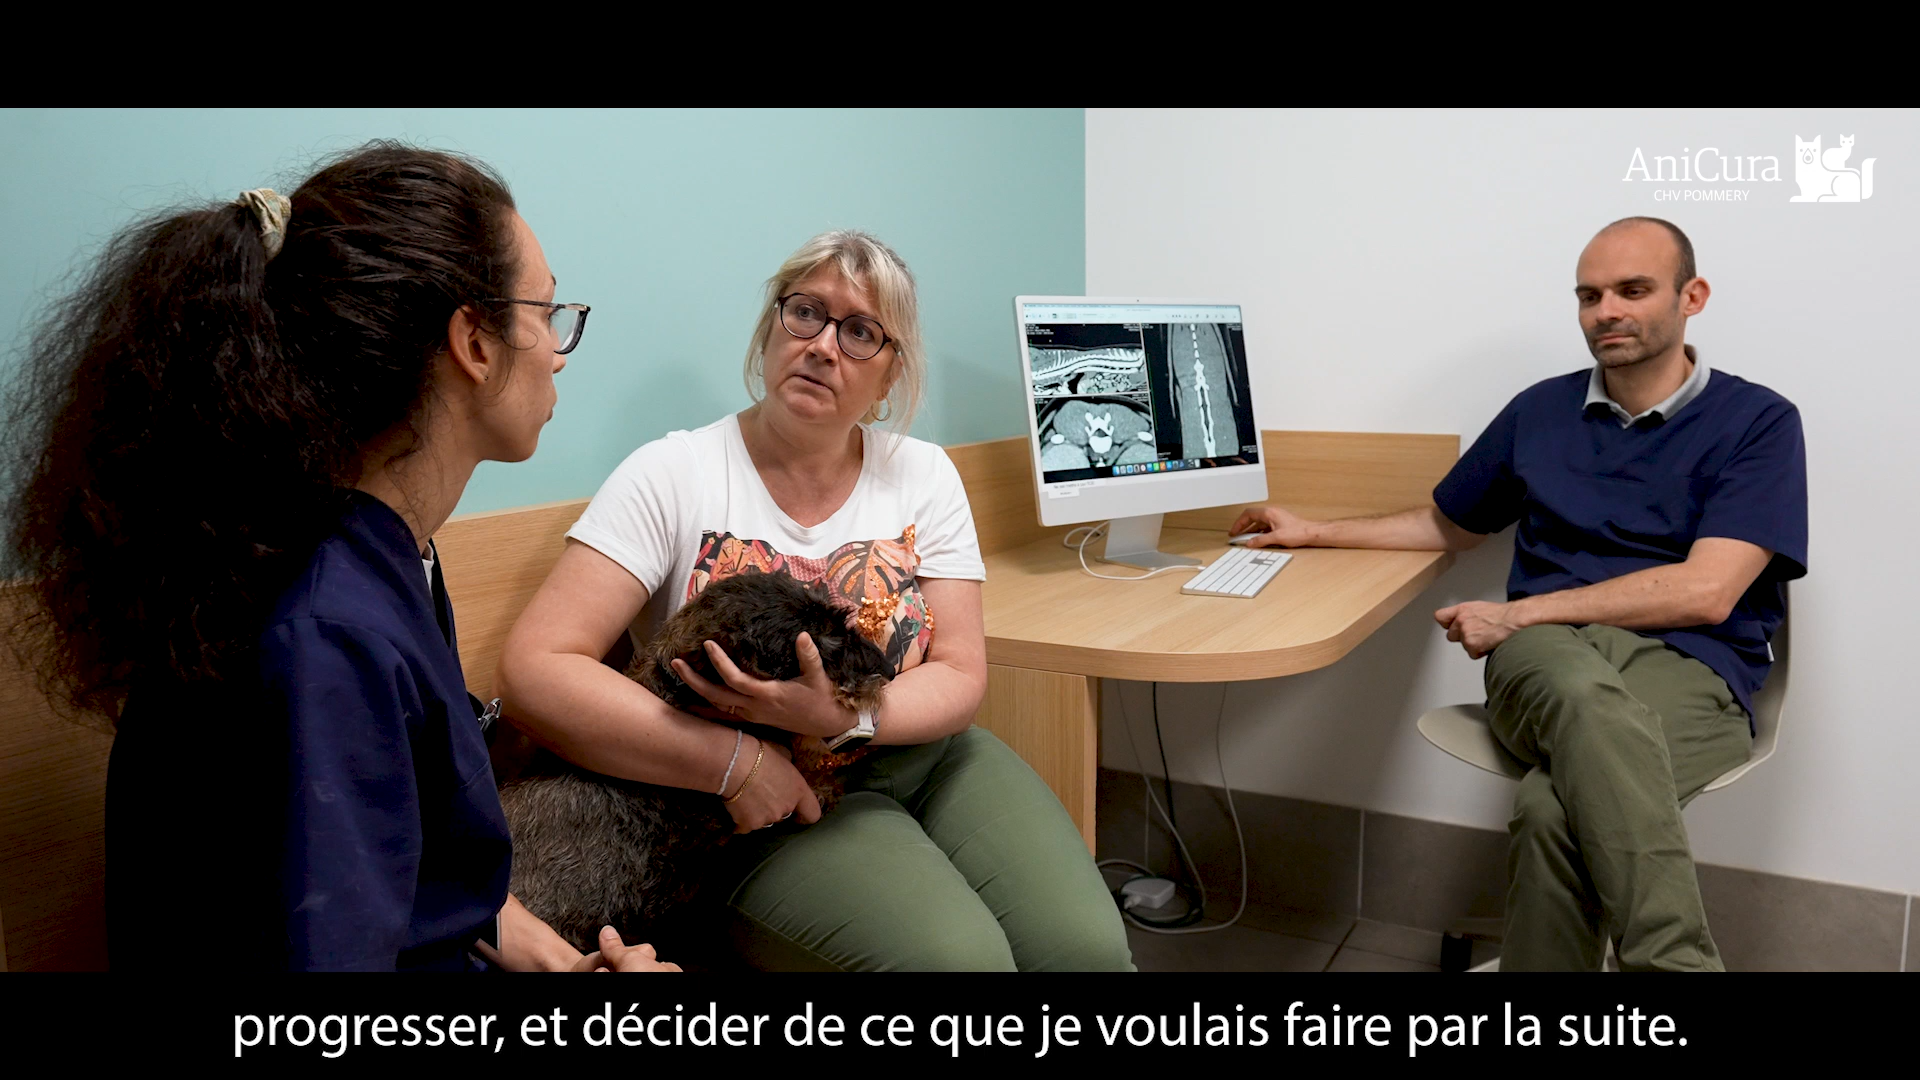 AniCura
CHV POMMERY
progresser, et décider de ce que je voulais faire par la suite.